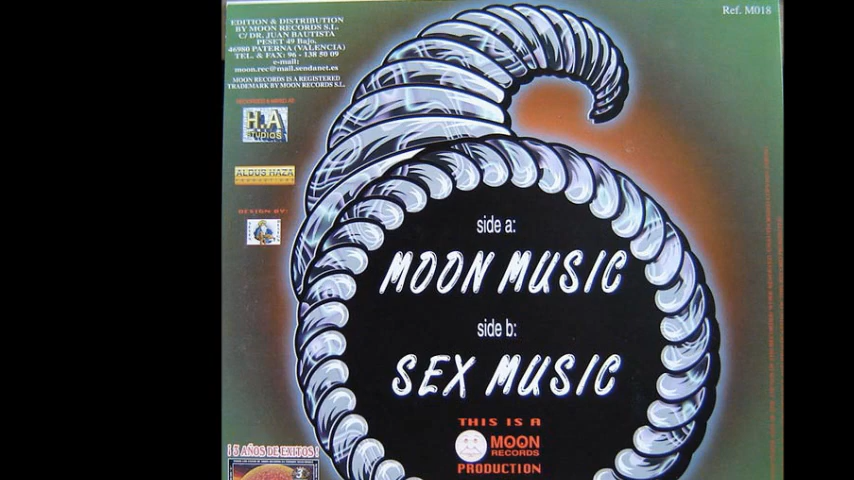 EDITION & DISTRIBUTION
BY MOON RECORDS S.L.
C/ DR. JUAN BAUTISTA
PESET 49 Bajo.
46980 PATERNA (VALENCIA)
TEL. & FAX: 96 - 138 50 09
e-mail:
moon.rec@mail.sendanet.es
MOON RECORDS IS A REGISTERED
TRADEMARK BY MOON RECORDS S.L.
Ref. M018
H.A
STUDIOS
ALDUS HAZA
DESIGN BY:
side a:
MOON MUSIC
side b:
SEX MUSIC
THIS IS A
MOON
RECORDS
PRODUCTION
¡3 AÑOS DE EXITOS!